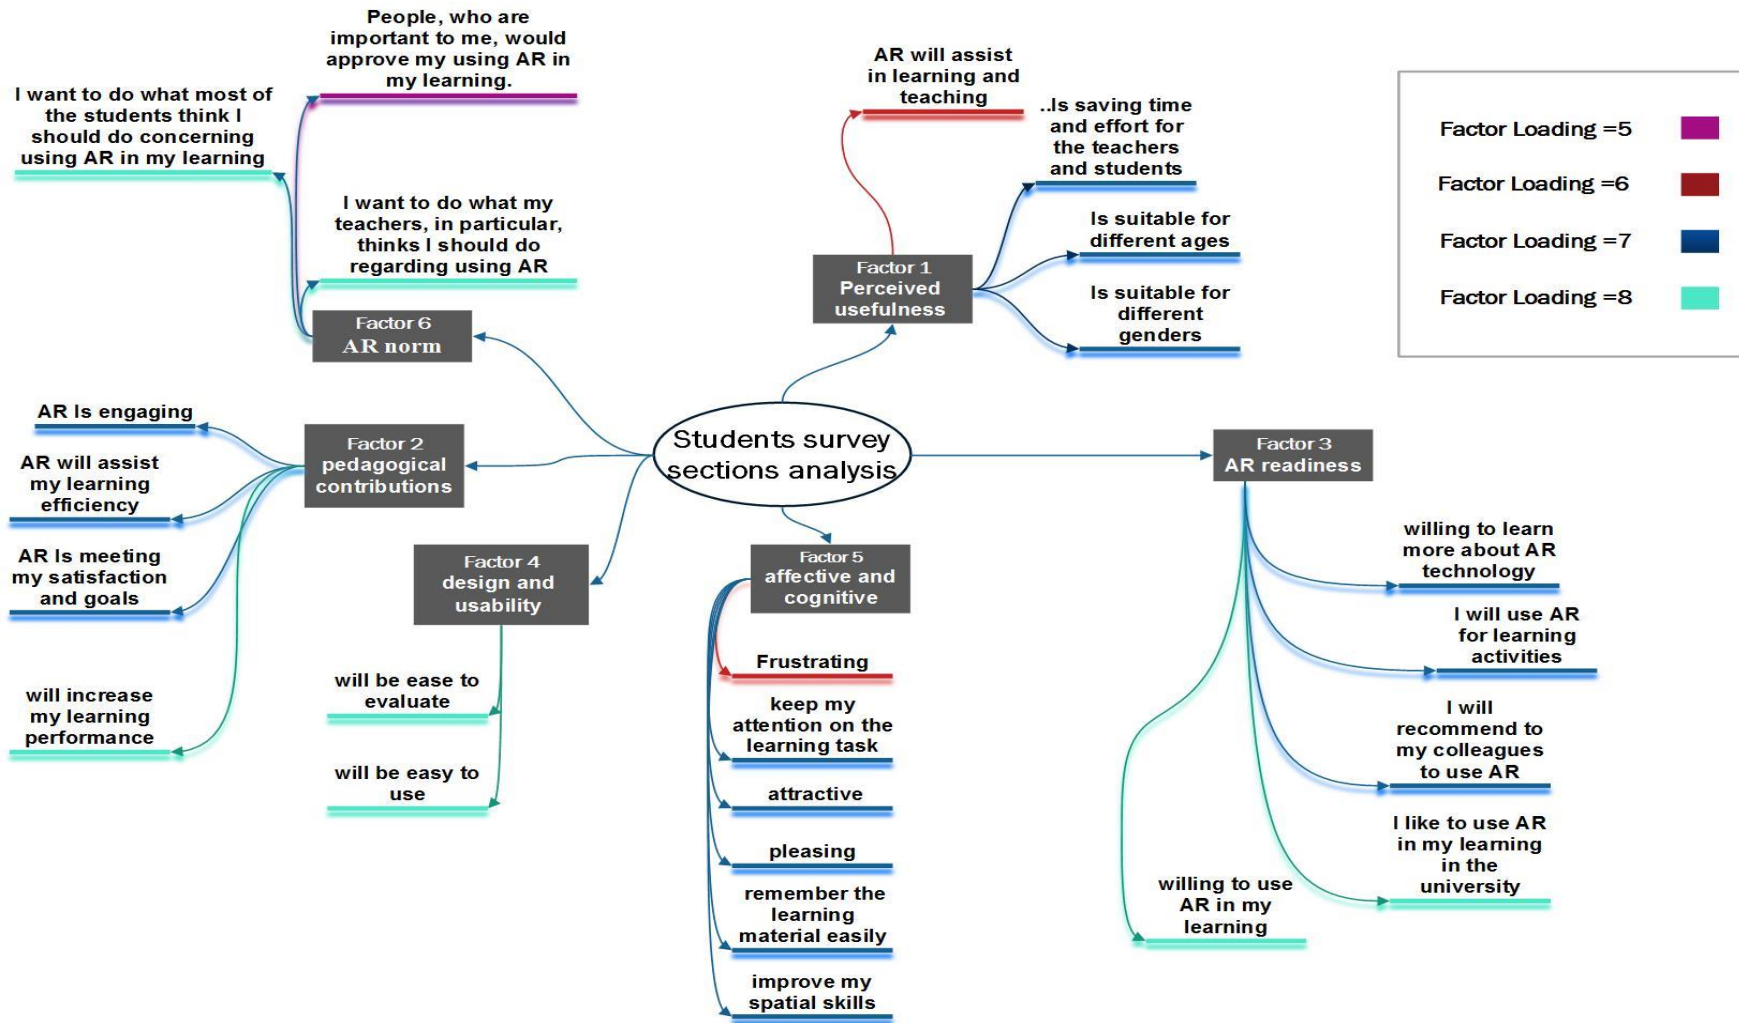 People, who are
important to me, would
approve my using AR in
my learning.
I want to do what most of
the students think I
should do concerning
using AR in my learning
I want to do what my
teachers, in particular,
thinks I should do
regarding using AR
Factor 6
AR norm
AR will assist
in learning and
teaching
..Is saving time
and effort for
the teachers
and students
Is suitable for
different ages
Is suitable for
different
genders
Factor 1
Perceived
usefulness
Factor Loading =5
Factor Loading =6
Factor Loading =7
Factor Loading =8
AR Is engaging
AR will assist
my learning
efficiency
AR Is meeting
my satisfaction
and goals
will increase
my learning
performance
Factor 2
pedagogical
contributions
Students survey
sections analysis
Factor 3
AR readiness
willing to learn
more about AR
technology
I will use AR
for learning
activities
I will
recommend to
my colleagues
to use AR
I like to use AR
in my learning
in the
university
willing to use
AR in my
learning
Factor 4
design and
usability
will be ease to
evaluate
will be easy to
use
Factor 5
affective and
cognitive
Frustrating
keep my
attention on the
learning task
attractive
pleasing
remember the
learning
material easily
improve my
spatial skills